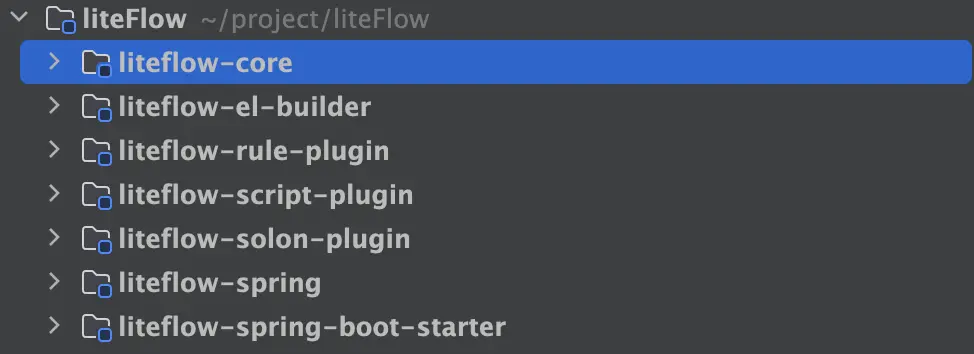 liteFlow ~/project/liteFlow
liteflow-core
liteflow-el-builder
liteflow-rule-plugin
liteflow-script-plugin
liteflow-solon-plugin
liteflow-spring
liteflow-spring-boot-starter